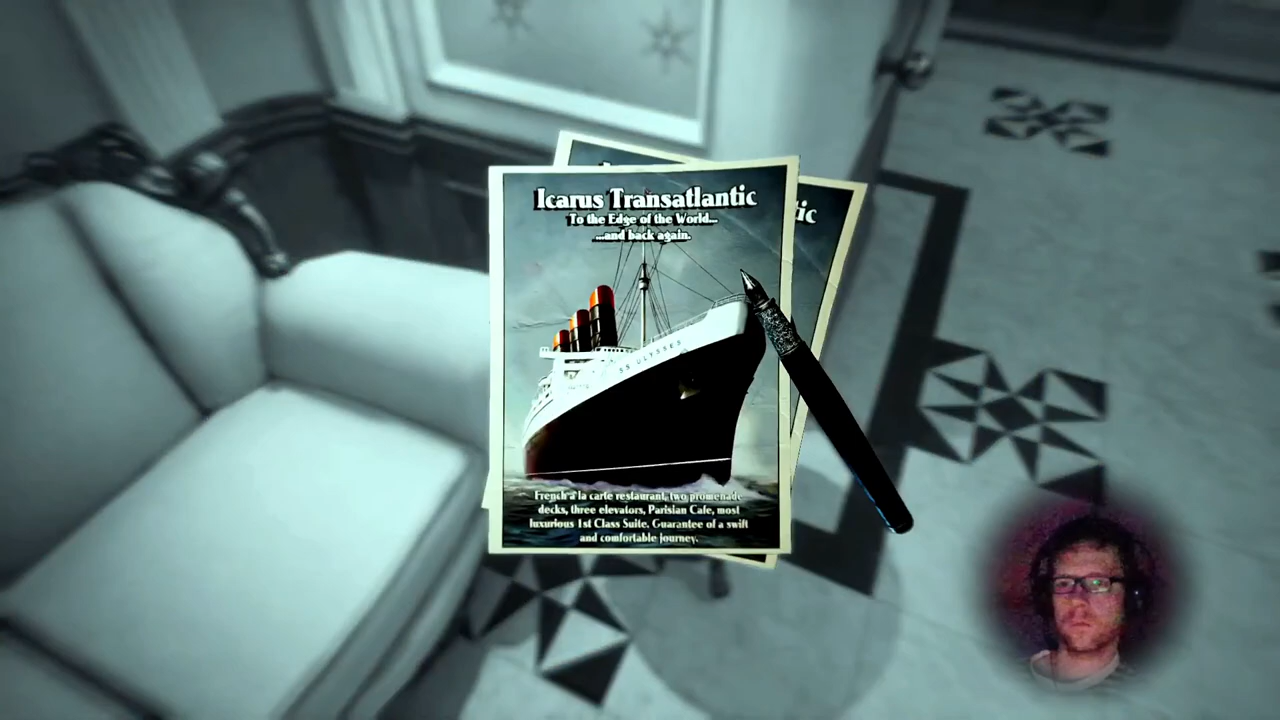 Icarus Transatlantic
To the Edge of the World...
...and back again.
ic
SS ULYSSES
French a la carte restaurant, two promenade
decks, three elevators, Parisian Cafe, most
luxurious 1st Class Suite. Guarantee of a swift
and comfortable journey.